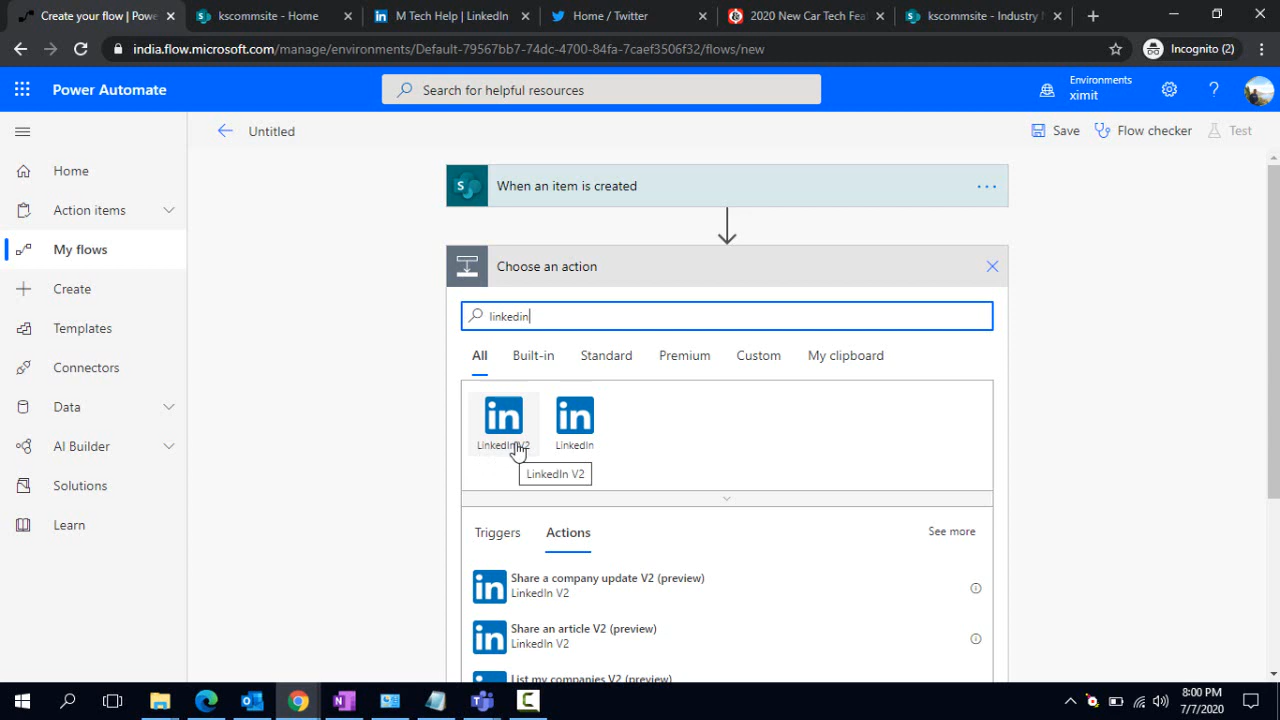 Create your flow | Powe
kscommsite - Home
M Tech Help | LinkedIn
Home / Twitter
2020 New Car Tech Fea
kscommsite - Industry N
india.flow.microsoft.com/manage/environments/Default-79567bb7-74dc-4700-84fa-7caef3506f32/flows/new
Incognito (2)
Power Automate
Search for helpful resources
Environments
ximit
Untitled
Save
Flow checker
Test
Home
Action items
My flows
Create
Templates
Connectors
Data
AI Builder
Solutions
Learn
When an item is created
Choose an action
linkedin
All
Built-in
Standard
Premium
Custom
My clipboard
LinkedIn V2
LinkedIn
LinkedIn V2
Triggers
Actions
See more
Share a company update V2 (preview)
LinkedIn V2
Share an article V2 (preview)
LinkedIn V2
List my companies V2 (preview)
8:00 PM
7/7/2020